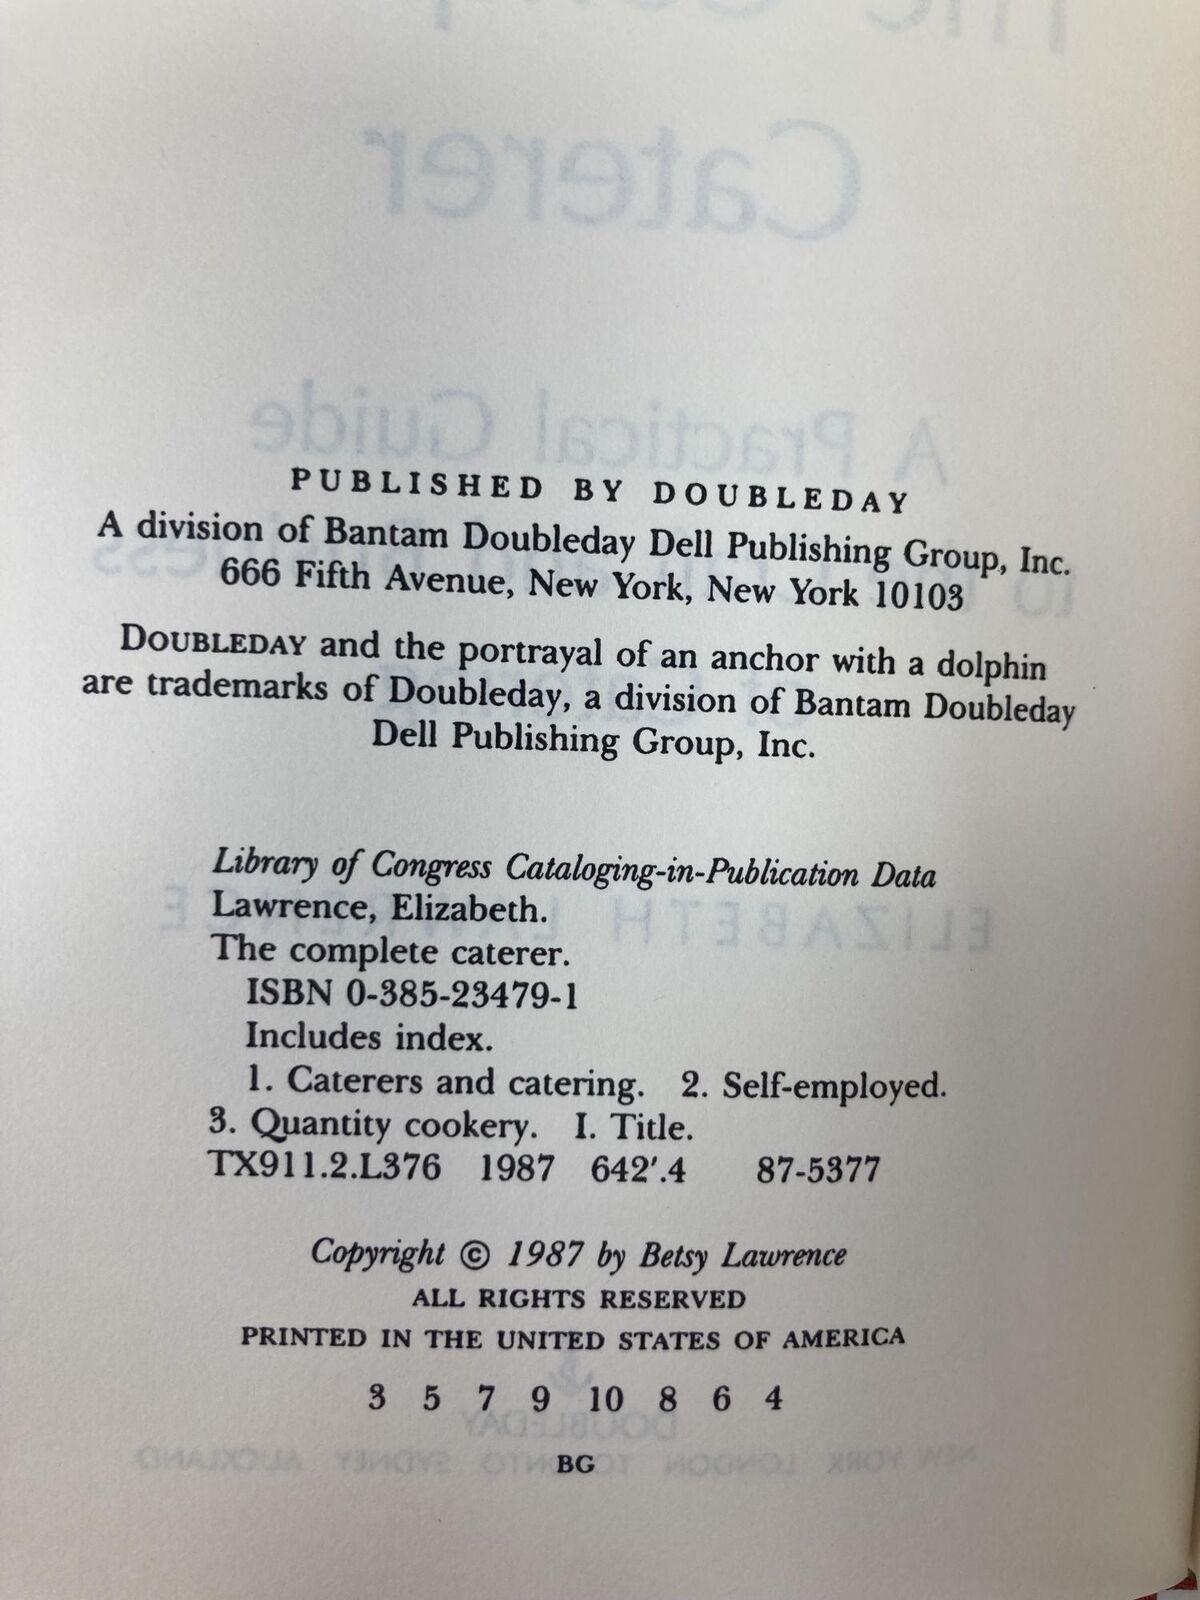 PUBLISHED BY DOUBLEDAY
A division of Bantam Doubleday Dell Publishing Group, Inc.
666 Fifth Avenue, New York, New York 10103
DOUBLEDAY and the portrayal of an anchor with a dolphin
are trademarks of Doubleday, a division of Bantam Doubleday
Dell Publishing Group, Inc.
Library of Congress Cataloging-in-Publication Data
Lawrence, Elizabeth.
The complete caterer.
ISBN 0-385-23479-1
Includes index.
1. Caterers and catering. 2. Self-employed.
3. Quantity cookery. I. Title.
TX911.2.L376 1987 642'.4 87-5377
Copyright © 1987 by Betsy Lawrence
ALL RIGHTS RESERVED
PRINTED IN THE UNITED STATES OF AMERICA
3 5 7 9 10 8 6 4
BG